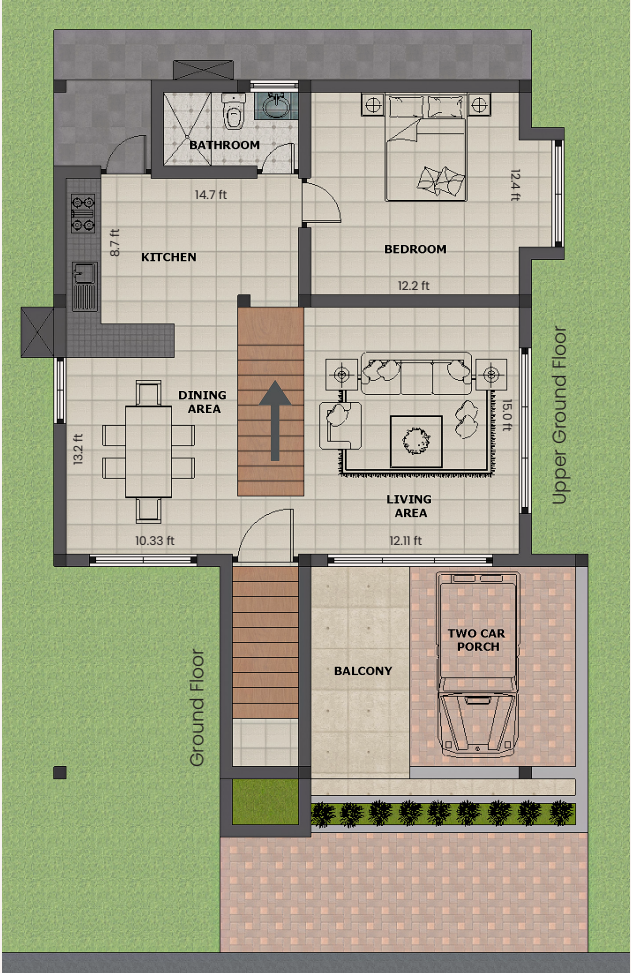 BATHROOM
14.7 ft
12.4 ft
8.7 ft
KITCHEN
BEDROOM
12.2 ft
DINING
AREA
15.0 ft
Upper Ground Floor
13.2 ft
LIVING
AREA
10.33 ft
12.11 ft
TWO CAR
PORCH
BALCONY
Ground Floor